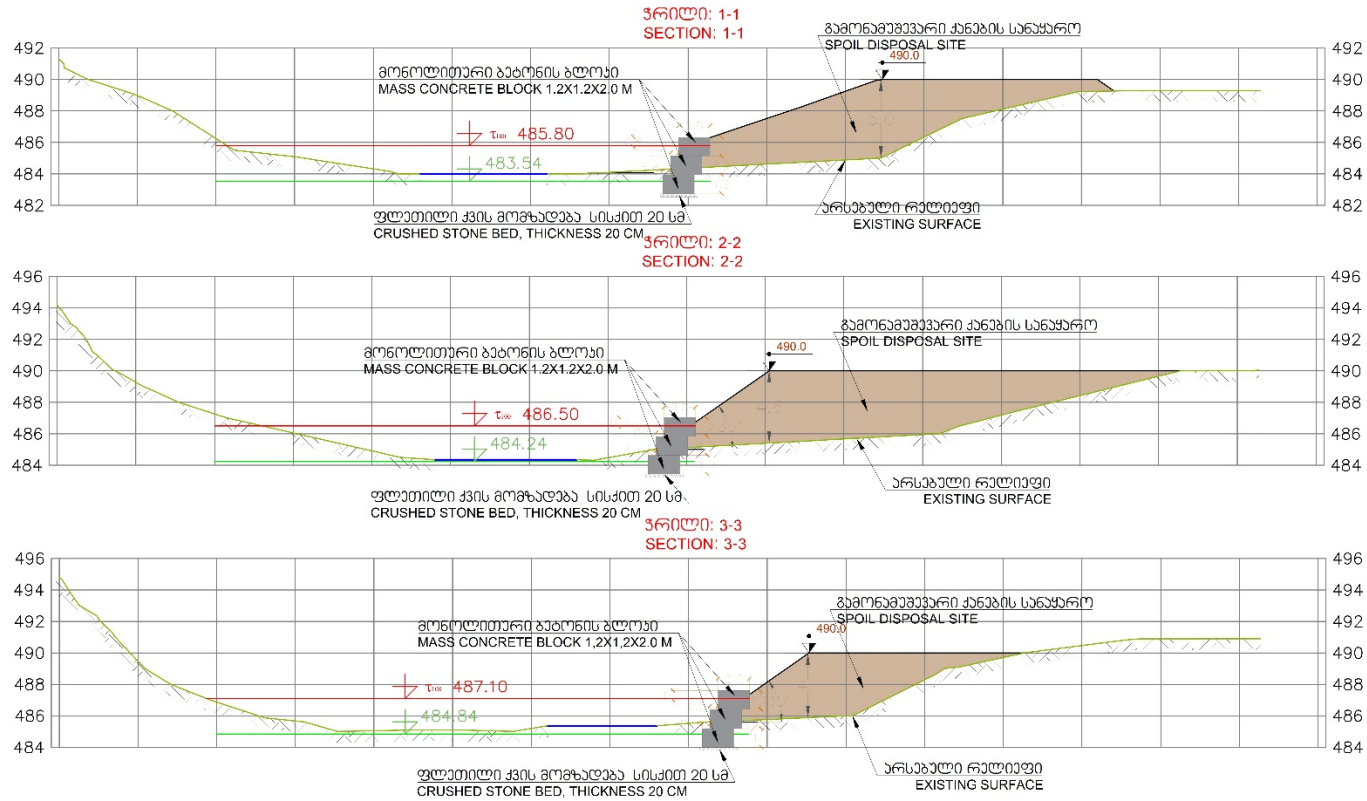 ჭრილი: 1-1
SECTION: 1-1
გამონამუშევარი ქანების სანაყარო
SPOIL DISPOSAL SITE
490.0
მონოლითური ბეტონის ბლოკი
MASS CONCRETE BLOCK 1.2X1.2X2.0 M
492 492
490 490
488 488
486 486
484 484
482 482
τ₁₀₀ 485.80
483.54
ფლეთილი ქვის მომზადება სისქით 20 სმ
CRUSHED STONE BED, THICKNESS 20 CM
არსებული რელიეფი
EXISTING SURFACE
ჭრილი: 2-2
SECTION: 2-2
გამონამუშევარი ქანების სანაყარო
SPOIL DISPOSAL SITE
490.0
მონოლითური ბეტონის ბლოკი
MASS CONCRETE BLOCK 1.2X1.2X2.0 M
496 496
494 494
492 492
490 490
488 488
486 486
484 484
τ₁₀₀ 486.50
484.24
ფლეთილი ქვის მომზადება სისქით 20 სმ
CRUSHED STONE BED, THICKNESS 20 CM
არსებული რელიეფი
EXISTING SURFACE
ჭრილი: 3-3
SECTION: 3-3
გამონამუშევარი ქანების სანაყარო
SPOIL DISPOSAL SITE
490.0
მონოლითური ბეტონის ბლოკი
MASS CONCRETE BLOCK 1,2X1,2X2.0 M
496 496
494 494
492 492
490 490
488 488
486 486
484 484
τ₁₀₀ 487.10
484.84
ფლეთილი ქვის მომზადება სისქით 20 სმ
CRUSHED STONE BED, THICKNESS 20 CM
არსებული რელიეფი
EXISTING SURFACE